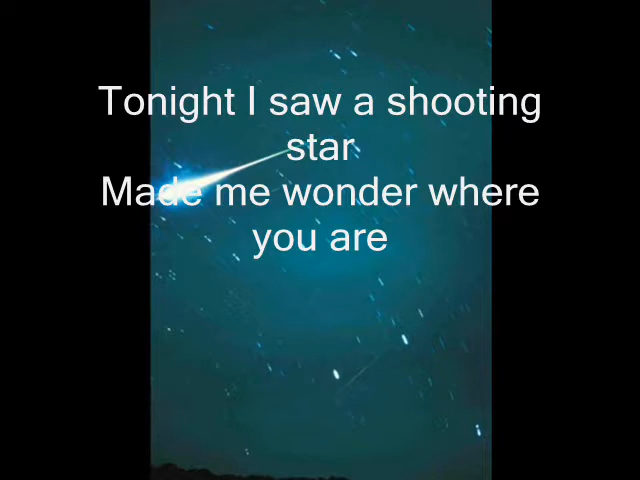 Tonight I saw a shooting
star
Made me wonder where
you are